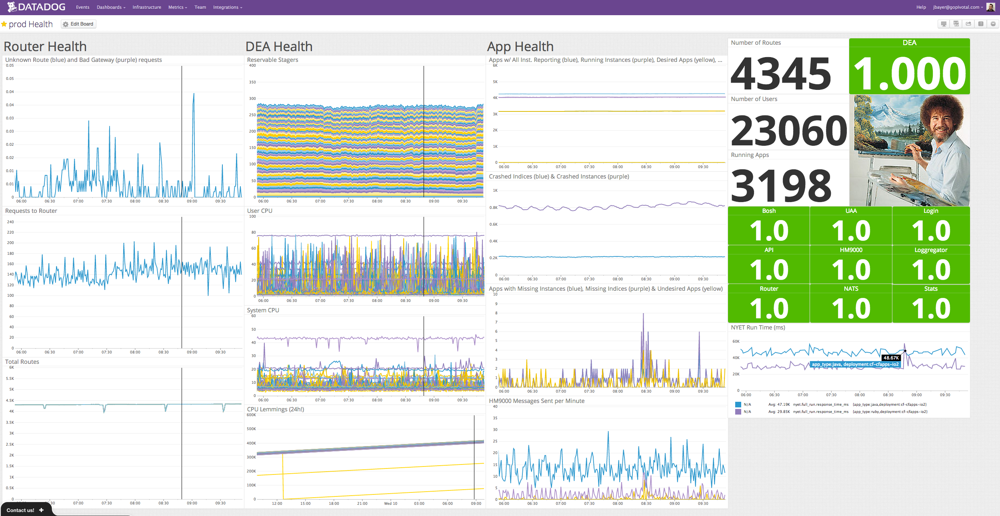 DATADOG Events Dashboards Infrastructure Metrics Team Integrations Help jbayer@gopivotal.com
prod Health Edit Board
Router Health
Unknown Route (blue) and Bad Gateway (purple) requests
0.05
0.05
0.04
0.04
0.03
0.03
0.02
0.02
0.01
0.01
0
06:00 06:30 07:00 07:30 08:00 08:30 09:00 09:30
Requests to Router
240
220
200
180
160
140
120
100
80
60
40
20
0
06:00 06:30 07:00 07:30 08:00 08:30 09:00 09:30
Total Routes
6K
5.5K
5K
4.5K
4K
3.5K
3K
2.5K
2K
1.5K
1K
0.5K
0
:30 07:00 07:30 08:00 08:30 09:00 09:30
Contact us! +
DEA Health
Reservable Stagers
400
350
300
250
200
150
100
50
0
06:00 06:30 07:00 07:30 08:00 08:30 09:00 09:30
User CPU
100
80
60
40
20
0
06:00 06:30 07:00 07:30 08:00 08:30 09:00 09:30
System CPU
60
50
40
30
20
10
0
06:00 06:30 07:00 07:30 08:00 08:30 09:00 09:30
CPU Lemmings (24h!)
600K
500K
400K
300K
200K
100K
0
12:00 15:00 18:00 21:00 Wed 10 03:00 06:00 09:00
App Health
Apps w/ All Inst. Reporting (blue), Running Instances (purple), Desired Apps (yellow), ...
6K
5K
4K
3K
2K
1K
0
06:00 06:30 07:00 07:30 08:00 08:30 09:00 09:30
Crashed Indices (blue) & Crashed Instances (purple)
1K
0.8K
0.6K
0.4K
0.2K
0
06:00 06:30 07:00 07:30 08:00 08:30 09:00 09:30
Apps with Missing Instances (blue), Missing Indices (purple) & Undesired Apps (yellow)
10
9
8
7
6
5
4
3
2
1
0
06:00 06:30 07:00 07:30 08:00 08:30 09:00 09:30
HM9000 Messages Sent per Minute
40
35
30
25
20
15
10
5
0
06:00 06:30 07:00 07:30 08:00 08:30 09:00 09:30
Number of Routes
4345
DEA
1.000
Number of Users
23060
Running Apps
3198
Bosh UAA Login
1.0 1.0 1.0
API HM9000 Loggregator
1.0 1.0 1.0
Router NATS Stats
1.0 1.0 1.0
NYET Run Time (ms)
60K
40K
20K
0
48.67K
app_type:java, deployment:cf-cfapps-io2
06:00 06:30 07:00 07:30 08:00 08:30 09:00 09:30
N/A Avg: 47.19K nyet.full_run.response_time_ms {app_type:java,deployment:cf-cfapps-io2}
N/A Avg: 29.85K nyet.full_run.response_time_ms {app_type:ruby,deployment:cf-cfapps-io2}